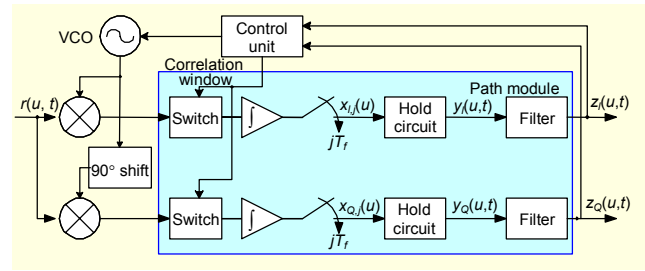 VCO
Control
unit
Correlation
window
Path module
r(u, t)
Switch
∫
x_{i,j}(u)
jT_f
Hold
circuit
y_I(u,t)
Filter
z_I(u,t)
90° shift
Switch
∫
x_{Q,j}(u)
jT_f
Hold
circuit
y_Q(u,t)
Filter
z_Q(u,t)